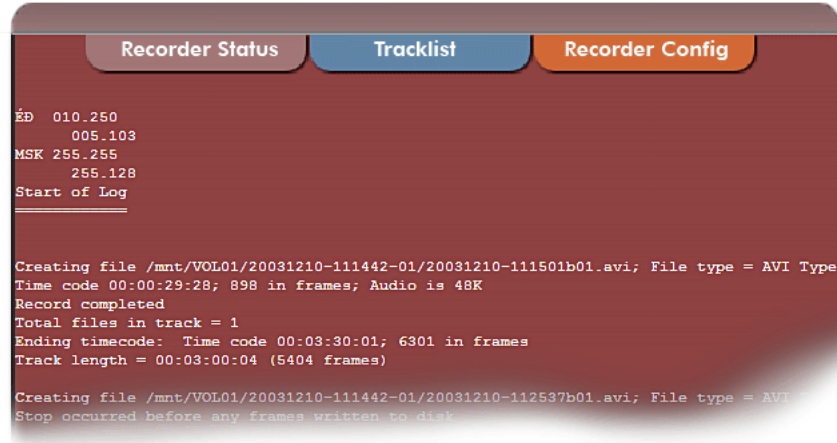 Recorder Status Tracklist Recorder Config
ÉÐ 010.250
005.103
MSK 255.255
255.128
Start of Log
============
Creating file /mnt/VOL01/20031210-111442-01/20031210-111501b01.avi; File type = AVI Type
Time code 00:00:29:28; 898 in frames; Audio is 48K
Record completed
Total files in track = 1
Ending timecode: Time code 00:03:30:01; 6301 in frames
Track length = 00:03:00:04 (5404 frames)
Creating file /mnt/VOL01/20031210-111442-01/20031210-112537b01.avi; File type = AVI
Stop occurred before any frames written to disk